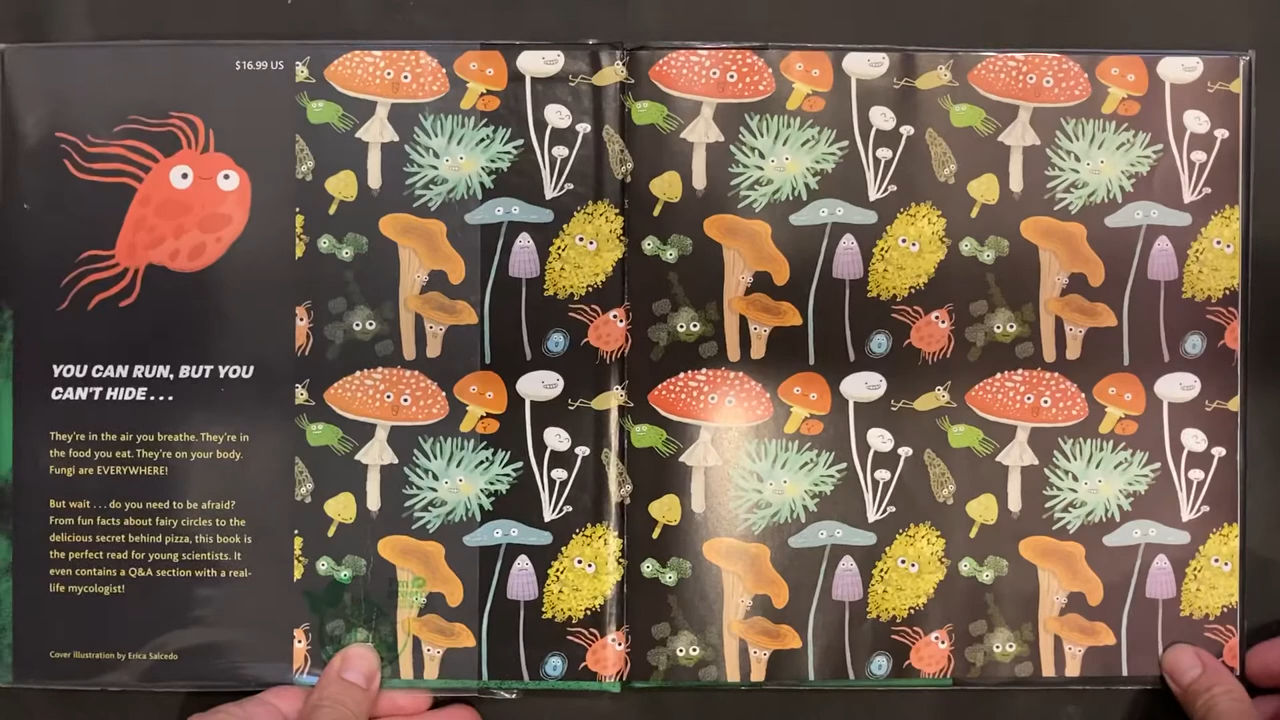 $16.99 US
YOU CAN RUN, BUT YOU
CAN'T HIDE . . .
They're in the air you breathe. They're in
the food you eat. They're on your body.
Fungi are EVERYWHERE!
But wait . . . do you need to be afraid?
From fun facts about fairy circles to the
delicious secret behind pizza, this book is
the perfect read for young scientists. It
even contains a Q&A section with a real-
life mycologist!
Cover illustration by Erica Salcedo